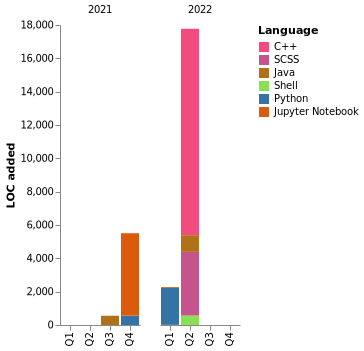 2021 2022
Language
C++
SCSS
Java
Shell
Python
Jupyter Notebook
LOC added
18,000
16,000
14,000
12,000
10,000
8,000
6,000
4,000
2,000
0
Q1 Q2 Q3 Q4 Q1 Q2 Q3 Q4